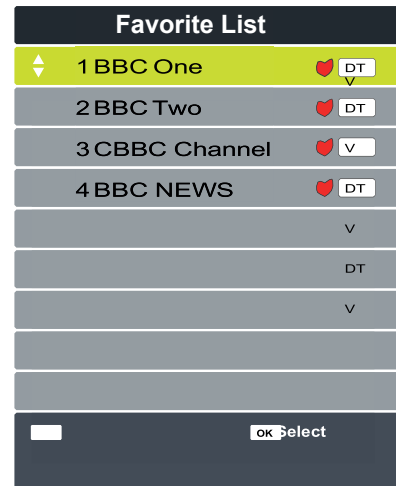 Favorite List
1 BBC One DT
V
2 BBC Two DT
3 CBBC Channel V
4 BBC NEWS DT
V
DT
V
OK Select